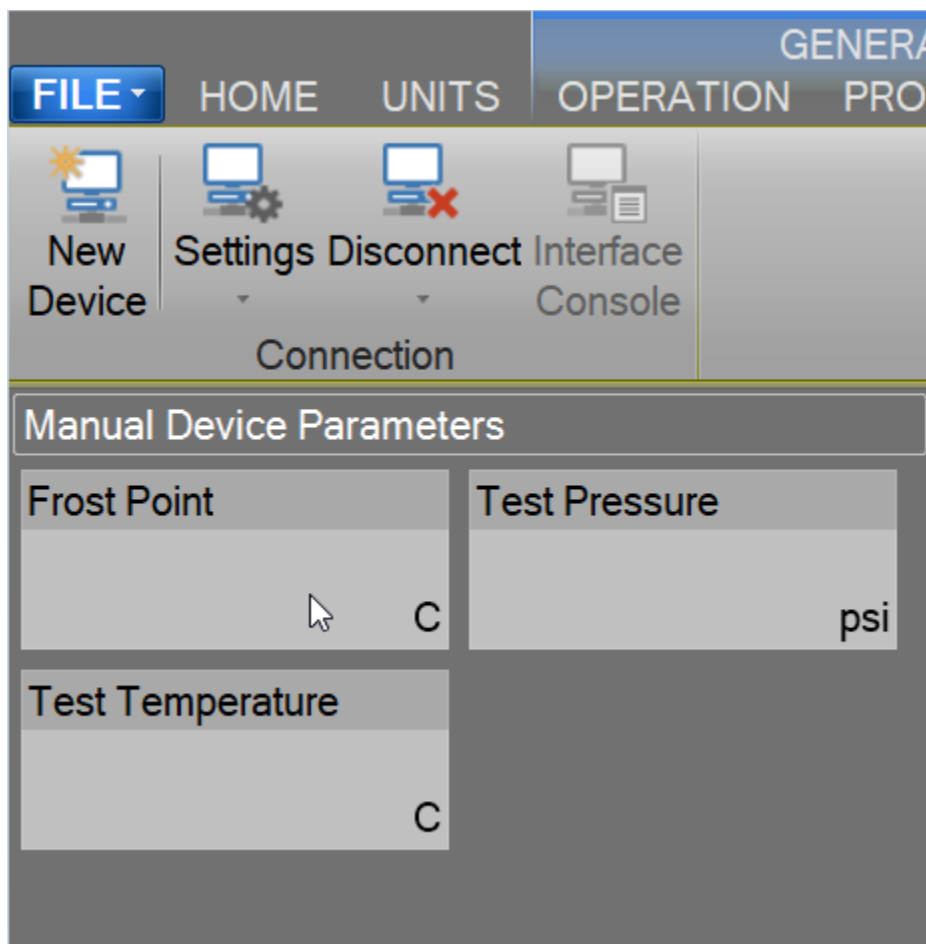 GENERA
FILE HOME UNITS OPERATION PRO
New Device
Settings
Disconnect
Interface Console
Connection
Manual Device Parameters
Frost Point
C
Test Pressure
psi
Test Temperature
C